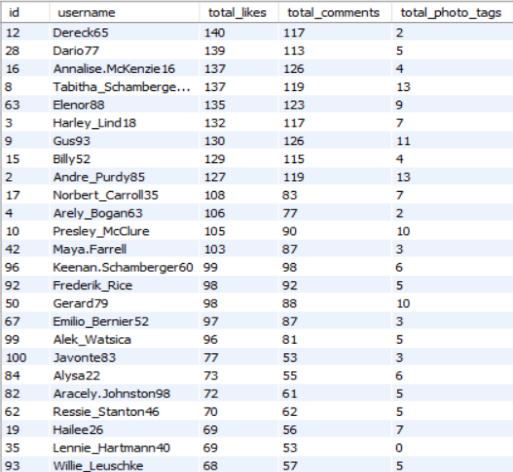 id username total_likes total_comments total_photo_tags
12 Dereck65 140 117 2
28 Dario77 139 113 5
16 Annalise.McKenzie16 137 126 4
8 Tabitha_Schamberge... 137 119 13
63 Elenor88 135 123 9
3 Harley_Lind18 132 117 7
9 Gus93 130 126 11
15 Billy52 129 115 4
2 Andre_Purdy85 127 119 13
17 Norbert_Carroll35 108 83 7
4 Arely_Bogan63 106 77 2
10 Presley_McClure 105 90 10
42 Maya.Farrell 103 87 3
96 Keenan.Schamberger60 99 98 6
92 Frederik_Rice 98 92 5
50 Gerard79 98 88 10
67 Emilio_Bernier52 97 87 3
99 Alek_Watsica 96 81 5
100 Javonte83 77 53 3
84 Alysa22 73 55 6
82 Aracely.Johnston98 72 61 5
62 Ressie_Stanton46 70 62 5
19 Hailee26 69 56 7
35 Lennie_Hartmann40 69 53 0
93 Willie_Leuschke 68 57 5